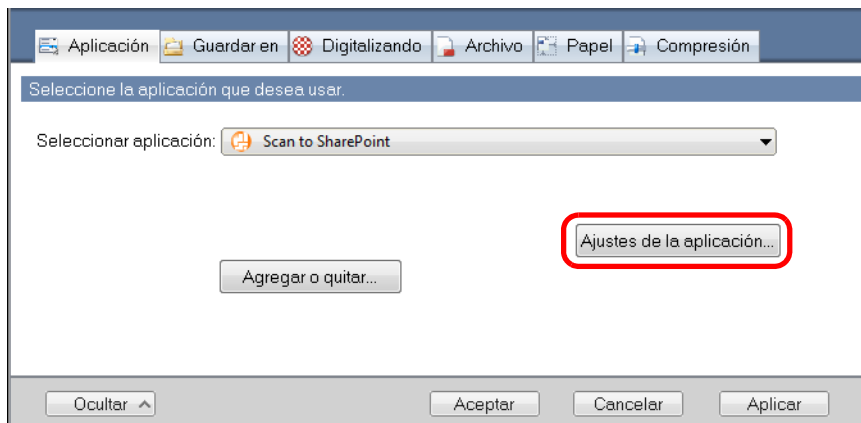 Aplicación Guardar en Digitalizando Archivo Papel Compresión
Seleccione la aplicación que desea usar.
Seleccionar aplicación: Scan to SharePoint
Ajustes de la aplicación...
Agregar o quitar...
Ocultar Aceptar Cancelar Aplicar